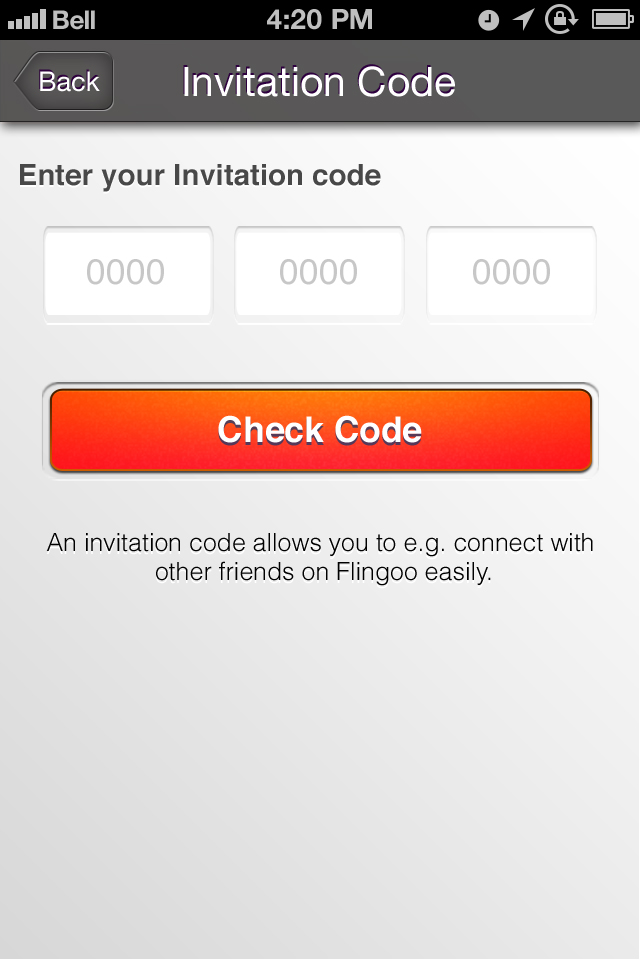 Bell 4:20 PM
Back Invitation Code
Enter your Invitation code
0000 0000 0000
Check Code
An invitation code allows you to e.g. connect with
other friends on Flingoo easily.